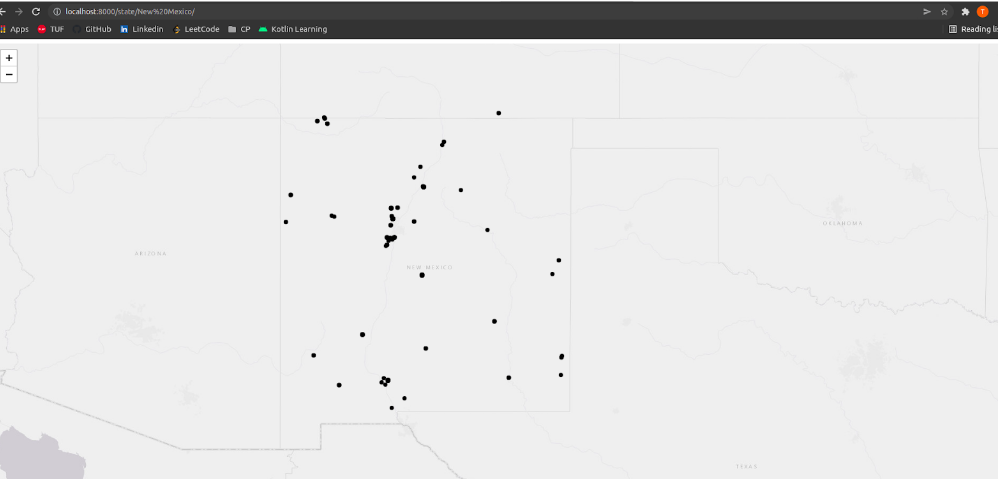 localhost:8000/state/New%20Mexico/
Apps TUF GitHub Linkedin LeetCode CP Kotlin Learning Reading lis
+
−
ARIZONA
NEW MEXICO
OKLAHOMA
TEXAS